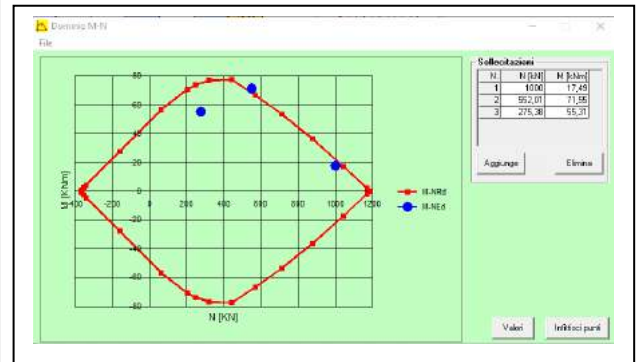 Dominio M-N
File
Sollecitazioni
N. N [kN] M [kNm]
1 1000 17,49
2 552,01 71,55
3 275,38 55,31
Aggiunge Elimina
80
60
40
20
0
-20
-40
-60
-80
-400 -200 0 200 400 600 800 1000 1200
M [KNm]
N [KN]
M-NRd
M-NEd
Valori Infittisci punti